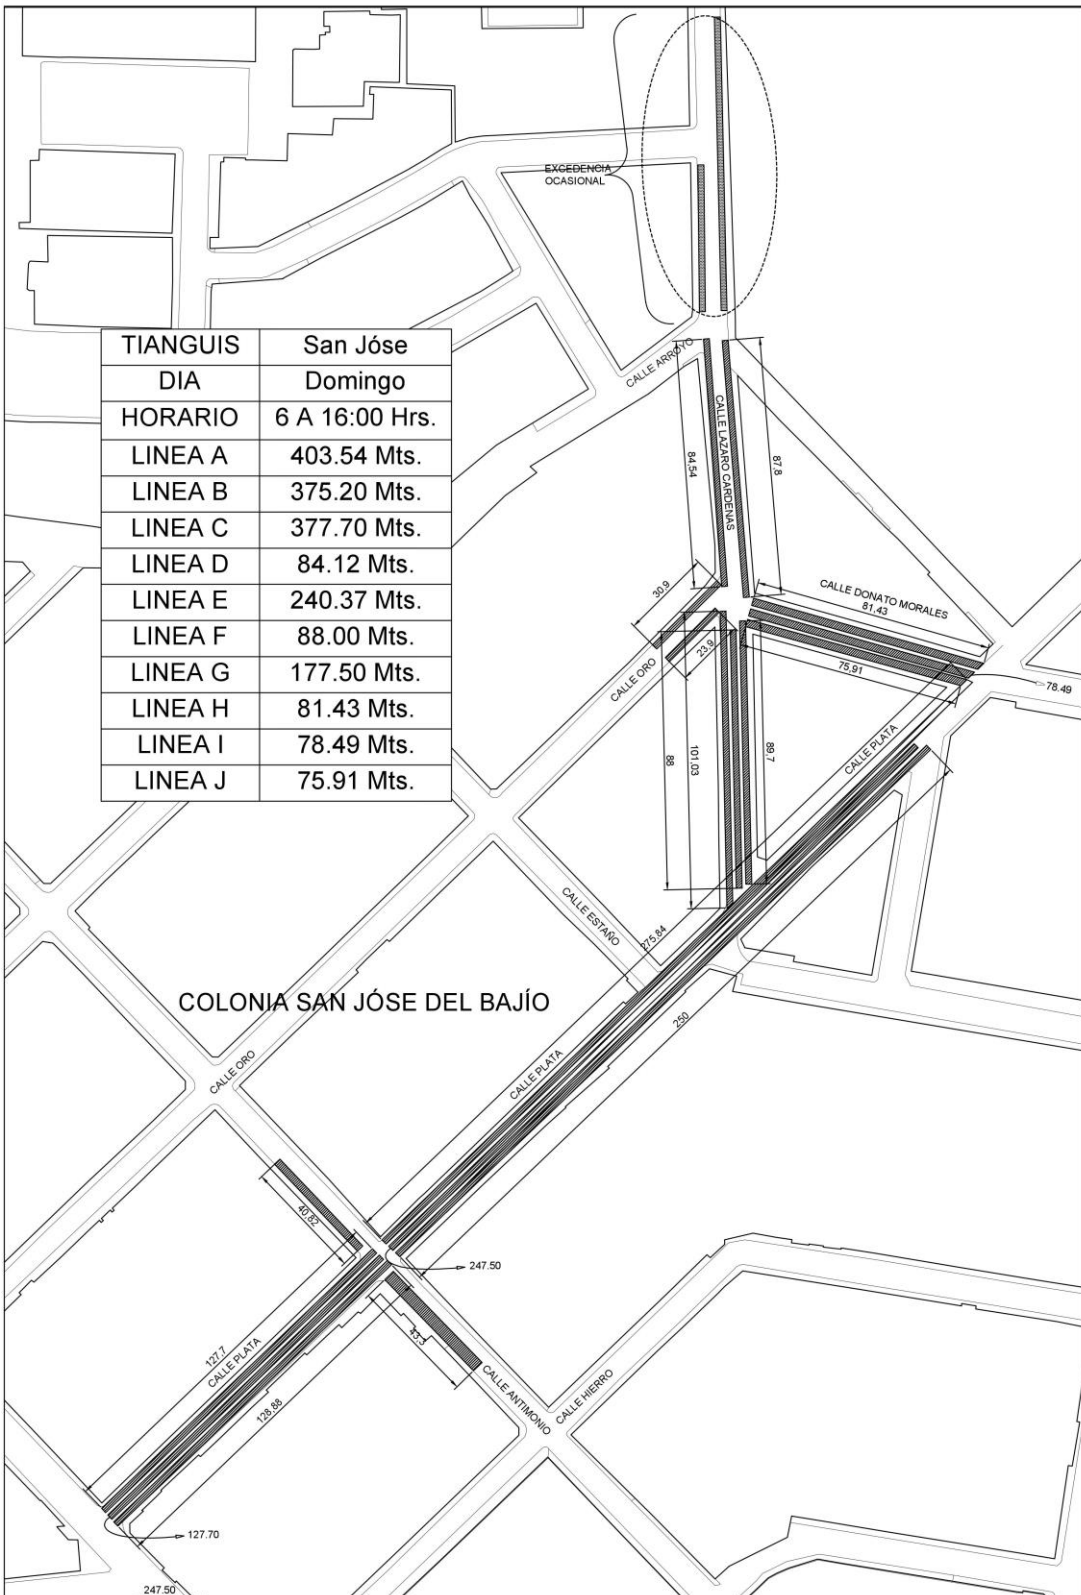 EXCEDENCIA
OCASIONAL
TIANGUIS San Jóse
DIA Domingo
HORARIO 6 A 16:00 Hrs.
LINEA A 403.54 Mts.
LINEA B 375.20 Mts.
LINEA C 377.70 Mts.
LINEA D 84.12 Mts.
LINEA E 240.37 Mts.
LINEA F 88.00 Mts.
LINEA G 177.50 Mts.
LINEA H 81.43 Mts.
LINEA I 78.49 Mts.
LINEA J 75.91 Mts.
CALLE ARROYO
CALLE LAZARO CARDENAS
84,54
87,8
30,9
CALLE DONATO MORALES
81.43
23,9
CALLE ORO
75,91
78.49
CALLE PLATA
88
101,03
89,7
CALLE ESTAÑO
275,84
COLONIA SAN JÓSE DEL BAJÍO
250
CALLE PLATA
CALLE ORO
40,82
247.50
127,7
CALLE PLATA
43,3
128,88
CALLE ANTIMONIO
CALLE HIERRO
127.70
247.50